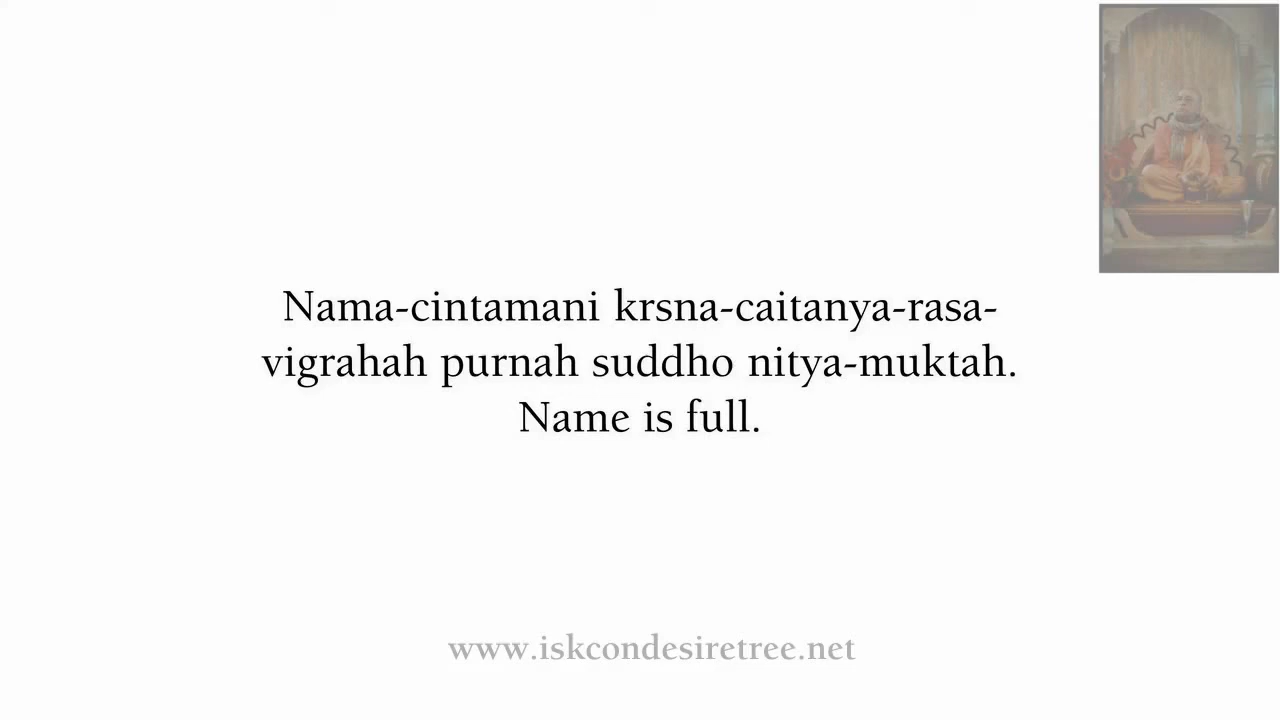 Nama-cintamani krsna-caitanya-rasa-
vigrahah purnah suddho nitya-muktah.
Name is full.
www.iskcondesiretree.net